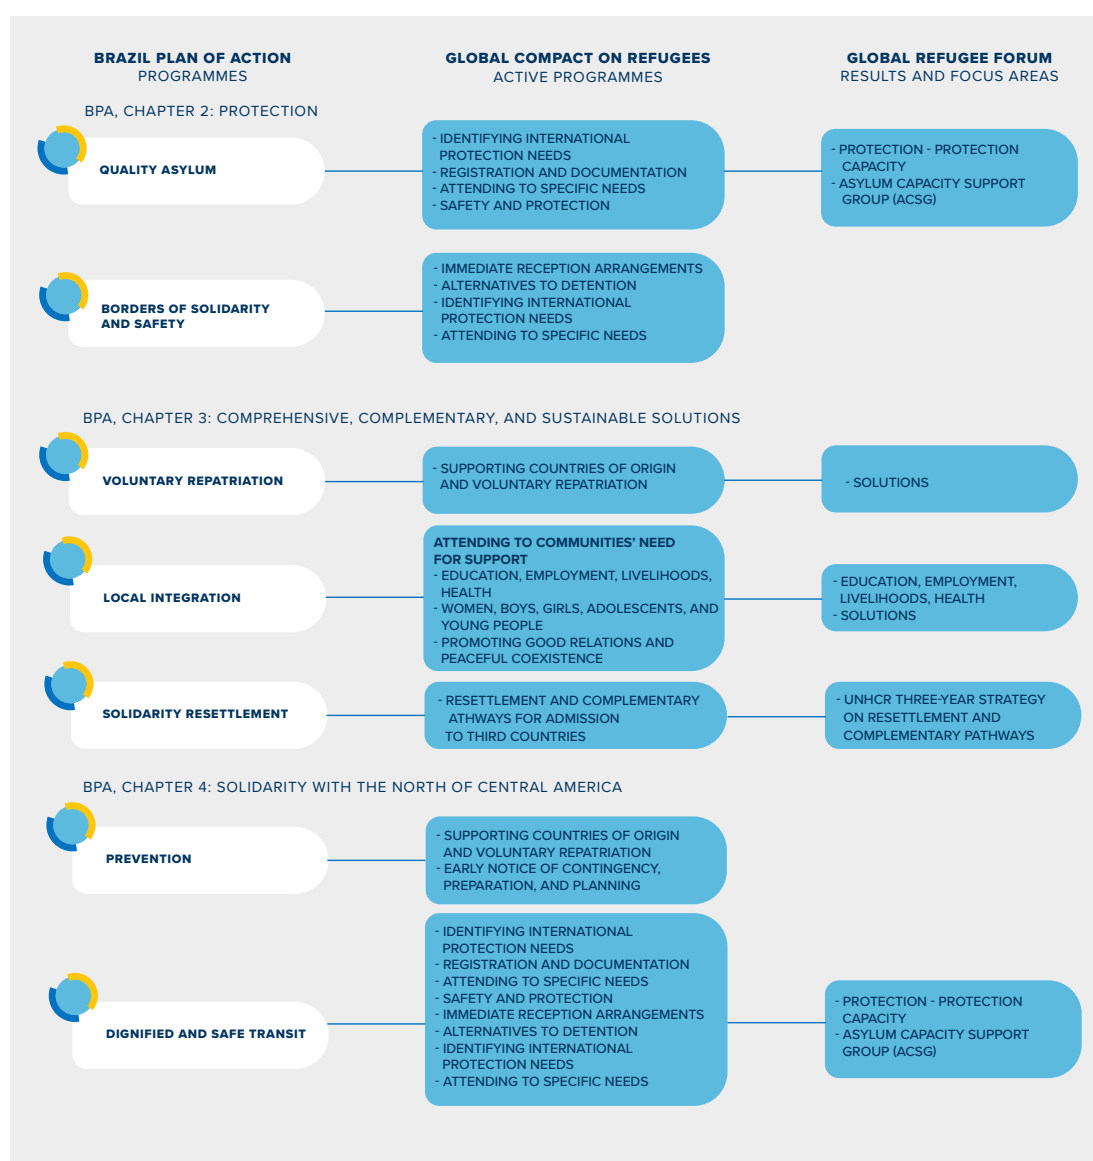 BRAZIL PLAN OF ACTION
PROGRAMMES
GLOBAL COMPACT ON REFUGEES
ACTIVE PROGRAMMES
GLOBAL REFUGEE FORUM
RESULTS AND FOCUS AREAS
BPA, CHAPTER 2: PROTECTION
QUALITY ASYLUM
- IDENTIFYING INTERNATIONAL
PROTECTION NEEDS
- REGISTRATION AND DOCUMENTATION
- ATTENDING TO SPECIFIC NEEDS
- SAFETY AND PROTECTION
- PROTECTION - PROTECTION
CAPACITY
- ASYLUM CAPACITY SUPPORT
GROUP (ACSG)
BORDERS OF SOLIDARITY
AND SAFETY
- IMMEDIATE RECEPTION ARRANGEMENTS
- ALTERNATIVES TO DETENTION
- IDENTIFYING INTERNATIONAL
PROTECTION NEEDS
- ATTENDING TO SPECIFIC NEEDS
BPA, CHAPTER 3: COMPREHENSIVE, COMPLEMENTARY, AND SUSTAINABLE SOLUTIONS
VOLUNTARY REPATRIATION
- SUPPORTING COUNTRIES OF ORIGIN
AND VOLUNTARY REPATRIATION
- SOLUTIONS
LOCAL INTEGRATION
ATTENDING TO COMMUNITIES' NEED
FOR SUPPORT
- EDUCATION, EMPLOYMENT, LIVELIHOODS,
HEALTH
- WOMEN, BOYS, GIRLS, ADOLESCENTS, AND
YOUNG PEOPLE
- PROMOTING GOOD RELATIONS AND
PEACEFUL COEXISTENCE
- EDUCATION, EMPLOYMENT,
LIVELIHOODS, HEALTH
- SOLUTIONS
SOLIDARITY RESETTLEMENT
- RESETTLEMENT AND COMPLEMENTARY
ATHWAYS FOR ADMISSION
TO THIRD COUNTRIES
- UNHCR THREE-YEAR STRATEGY
ON RESETTLEMENT AND
COMPLEMENTARY PATHWAYS
BPA, CHAPTER 4: SOLIDARITY WITH THE NORTH OF CENTRAL AMERICA
PREVENTION
- SUPPORTING COUNTRIES OF ORIGIN
AND VOLUNTARY REPATRIATION
- EARLY NOTICE OF CONTINGENCY,
PREPARATION, AND PLANNING
DIGNIFIED AND SAFE TRANSIT
- IDENTIFYING INTERNATIONAL
PROTECTION NEEDS
- REGISTRATION AND DOCUMENTATION
- ATTENDING TO SPECIFIC NEEDS
- SAFETY AND PROTECTION
- IMMEDIATE RECEPTION ARRANGEMENTS
- ALTERNATIVES TO DETENTION
- IDENTIFYING INTERNATIONAL
PROTECTION NEEDS
- ATTENDING TO SPECIFIC NEEDS
- PROTECTION - PROTECTION
CAPACITY
- ASYLUM CAPACITY SUPPORT
GROUP (ACSG)